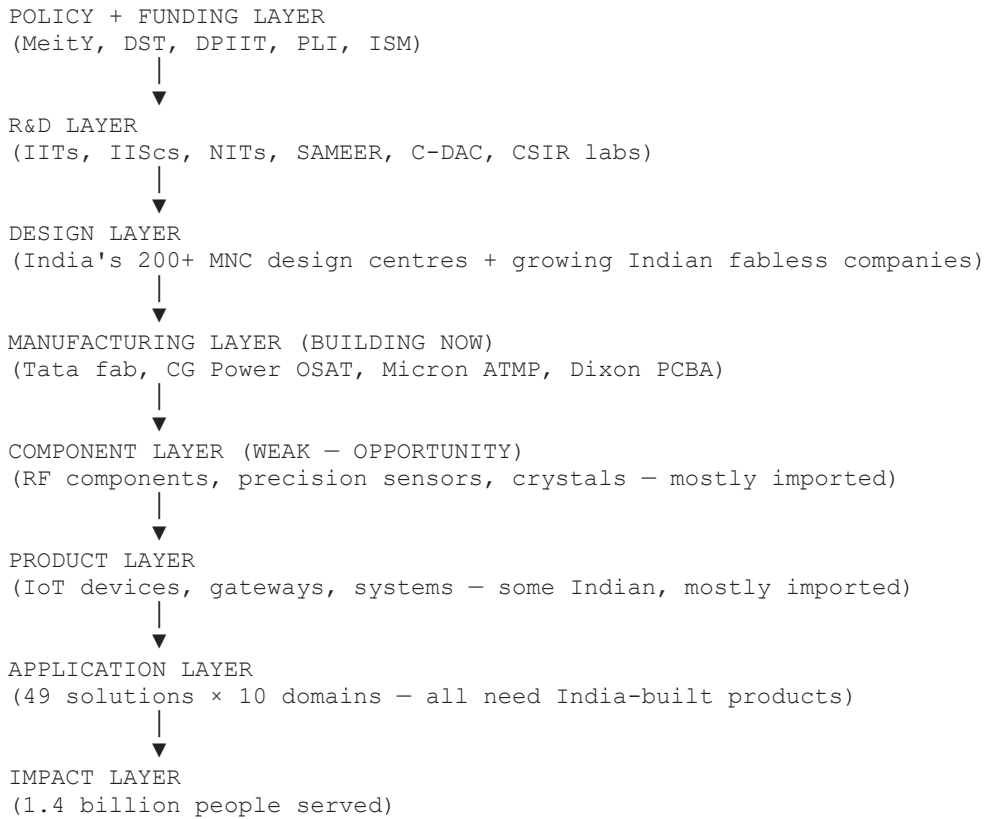 POLICY + FUNDING LAYER
(MeitY, DST, DPIIT, PLI, ISM)
R&D LAYER
(IITs, IIScs, NITs, SAMEER, C-DAC, CSIR labs)
DESIGN LAYER
(India's 200+ MNC design centres + growing Indian fabless companies)
MANUFACTURING LAYER (BUILDING NOW)
(Tata fab, CG Power OSAT, Micron ATMP, Dixon PCBA)
COMPONENT LAYER (WEAK — OPPORTUNITY)
(RF components, precision sensors, crystals — mostly imported)
PRODUCT LAYER
(IoT devices, gateways, systems — some Indian, mostly imported)
APPLICATION LAYER
(49 solutions × 10 domains — all need India-built products)
IMPACT LAYER
(1.4 billion people served)